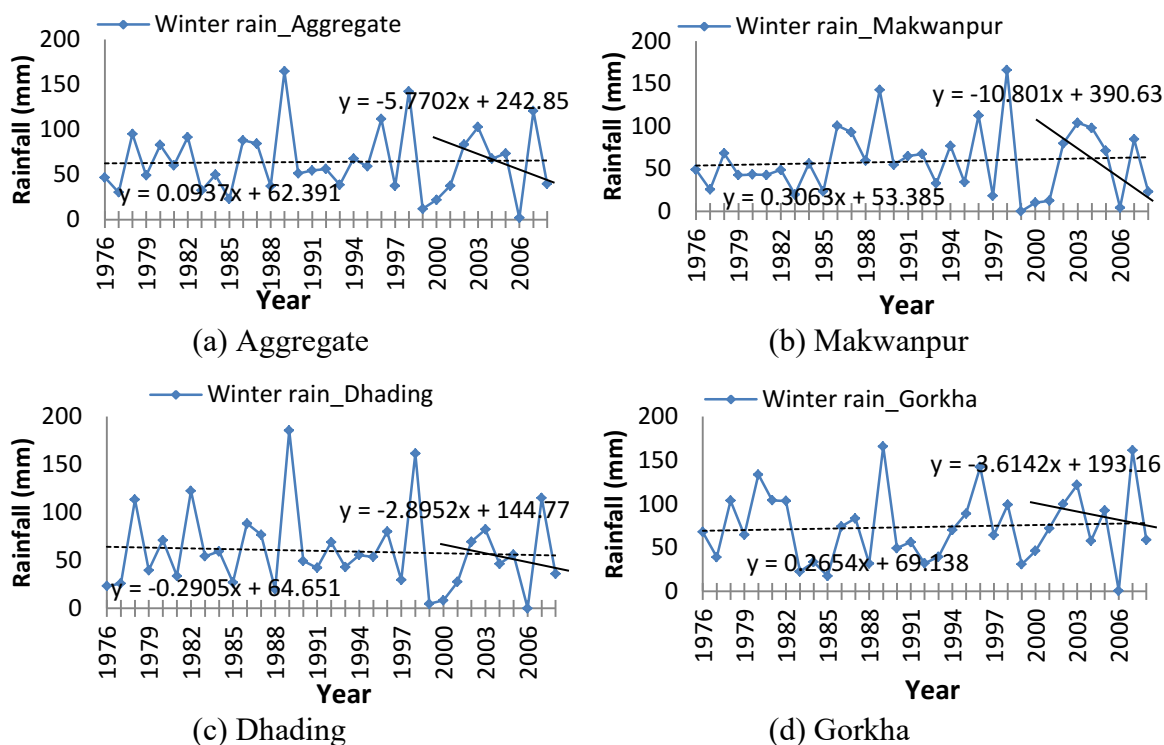 Winter rain_Aggregate
Rainfall (mm)
200
150
100
50
0
y = -5.7702x + 242.85
y = 0.0937x + 62.391
1976
1979
1982
1985
1988
1991
1994
1997
2000
2003
2006
Year
(a) Aggregate
Winter rain_Makwanpur
Rainfall (mm)
200
150
100
50
0
y = -10.801x + 390.63
y = 0.3063x + 53.385
1976
1979
1982
1985
1988
1991
1994
1997
2000
2003
2006
Year
(b) Makwanpur
Winter rain_Dhading
Rainfall (mm)
200
150
100
50
0
y = -2.8952x + 144.77
y = -0.2905x + 64.651
1976
1979
1982
1985
1988
1991
1994
1997
2000
2003
2006
Year
(c) Dhading
Winter rain_Gorkha
Rainfall (mm)
200
150
100
50
0
y = -3.6142x + 193.16
y = 0.2654x + 69.138
1976
1979
1982
1985
1988
1991
1994
1997
2000
2003
2006
Year
(d) Gorkha